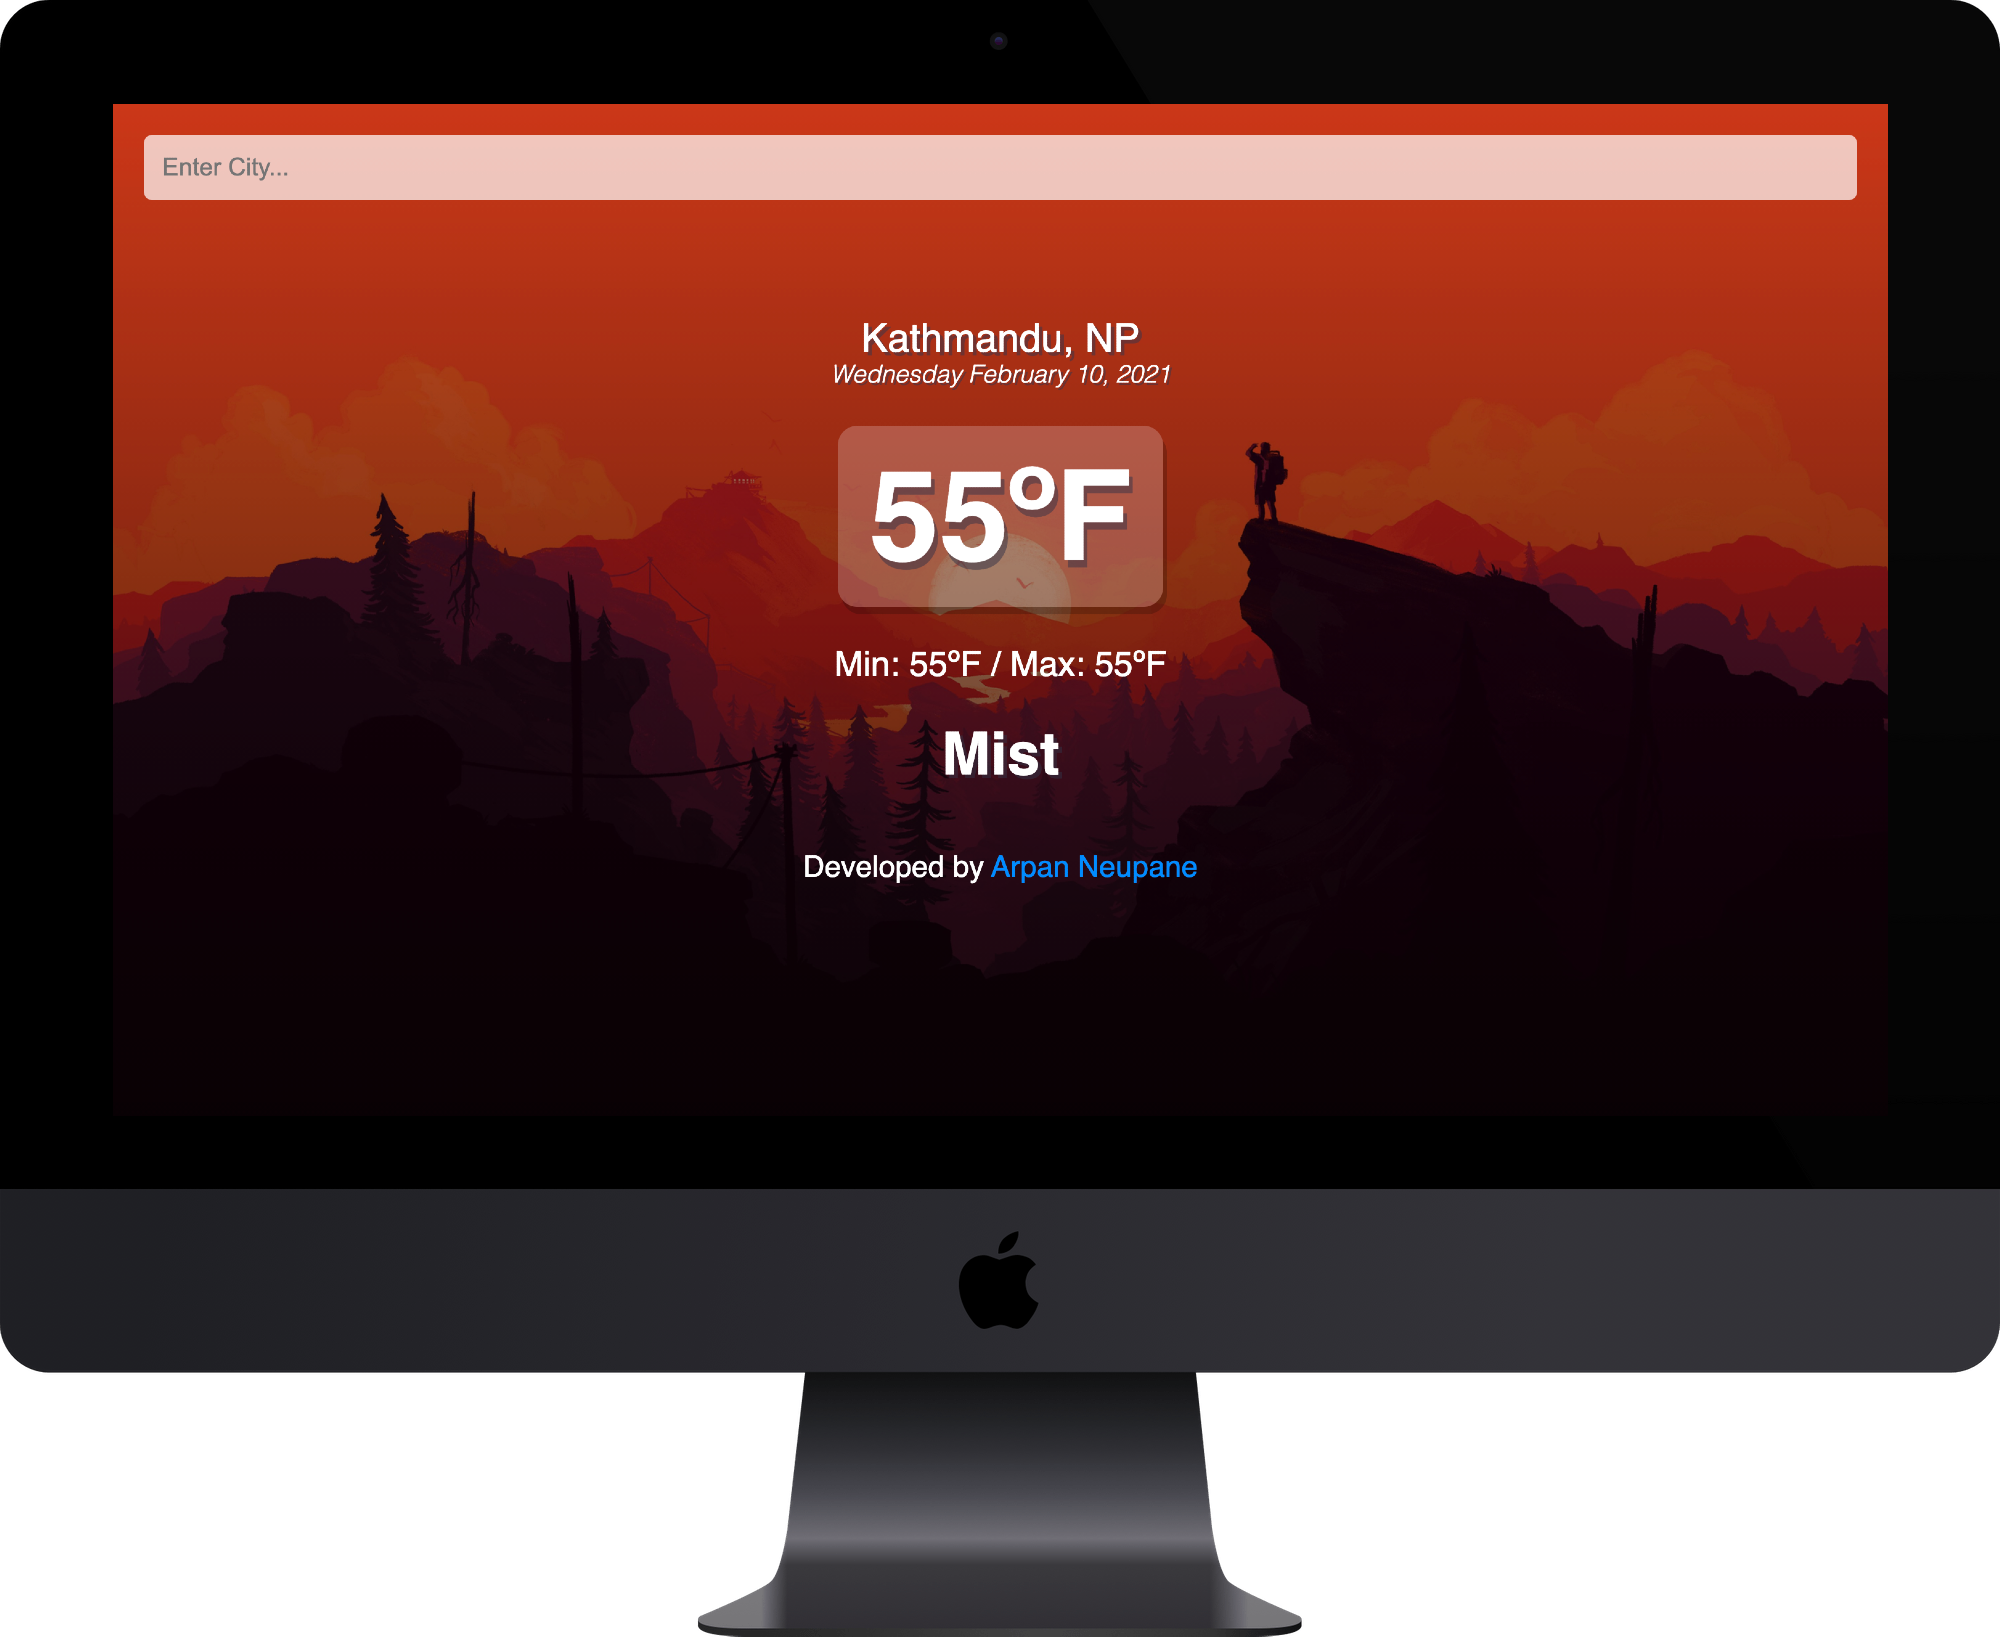 Enter City...
Kathmandu, NP
Wednesday February 10, 2021
55°F
Min: 55°F / Max: 55°F
Mist
Developed by Arpan Neupane